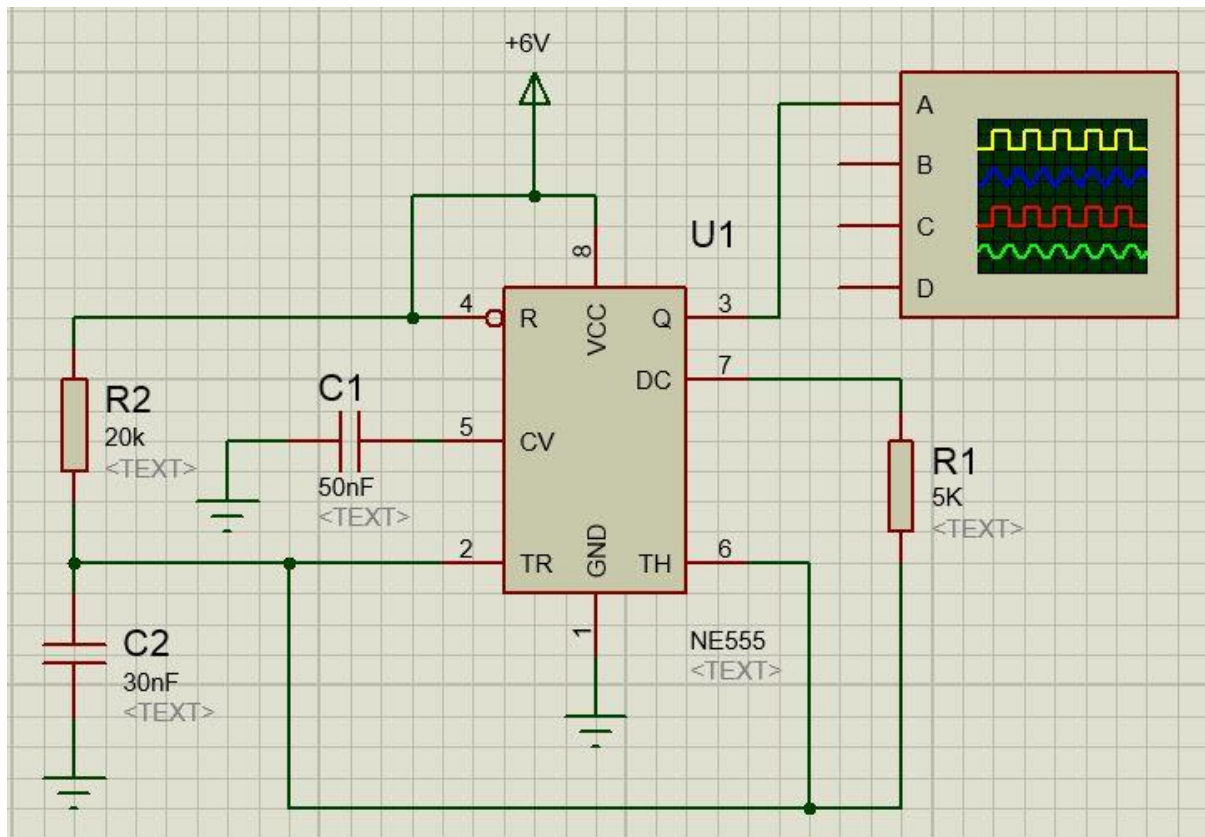 +6V
A
B
C
D
U1
8
4
R
VCC
Q
3
DC
7
R2
20k
<TEXT>
C1
50nF
<TEXT>
5
CV
R1
5K
<TEXT>
2
TR
GND
TH
6
1
NE555
<TEXT>
C2
30nF
<TEXT>